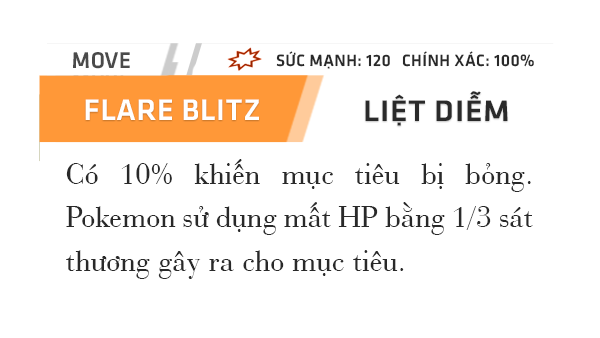 MOVE SỨC MẠNH: 120 CHÍNH XÁC: 100%
FLARE BLITZ LIỆT DIỄM
Có 10% khiến mục tiêu bị bỏng.
Pokemon sử dụng mất HP bằng 1/3 sát
thương gây ra cho mục tiêu.